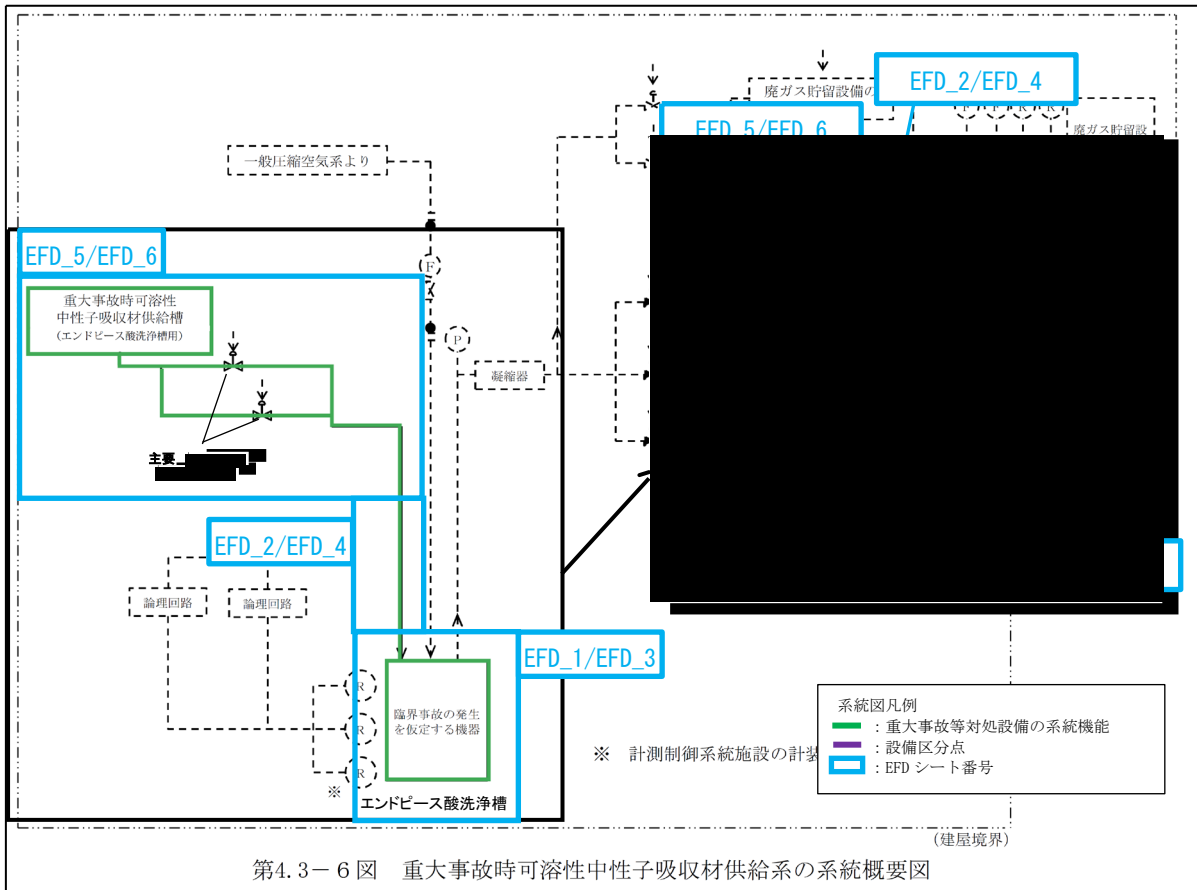 廃ガス貯留設備の
EFD_2/EFD_4
EFD_5/EFD_6
F
F
R
R
廃ガス貯留設
一般圧縮空気系より
EFD_5/EFD_6
F
重大事故時可溶性
中性子吸収材供給槽
(エンドピース酸洗浄槽用)
P
凝縮器
主要
EFD_2/EFD_4
論理回路
論理回路
EFD_1/EFD_3
R
臨界事故の発生
を仮定する機器
R
R
※
エンドピース酸洗浄槽
※ 計測制御系統施設の計装
系統図凡例
:重大事故等対処設備の系統機能
:設備区分点
:EFD シート番号
(建屋境界)
第4.3-6図 重大事故時可溶性中性子吸収材供給系の系統概要図